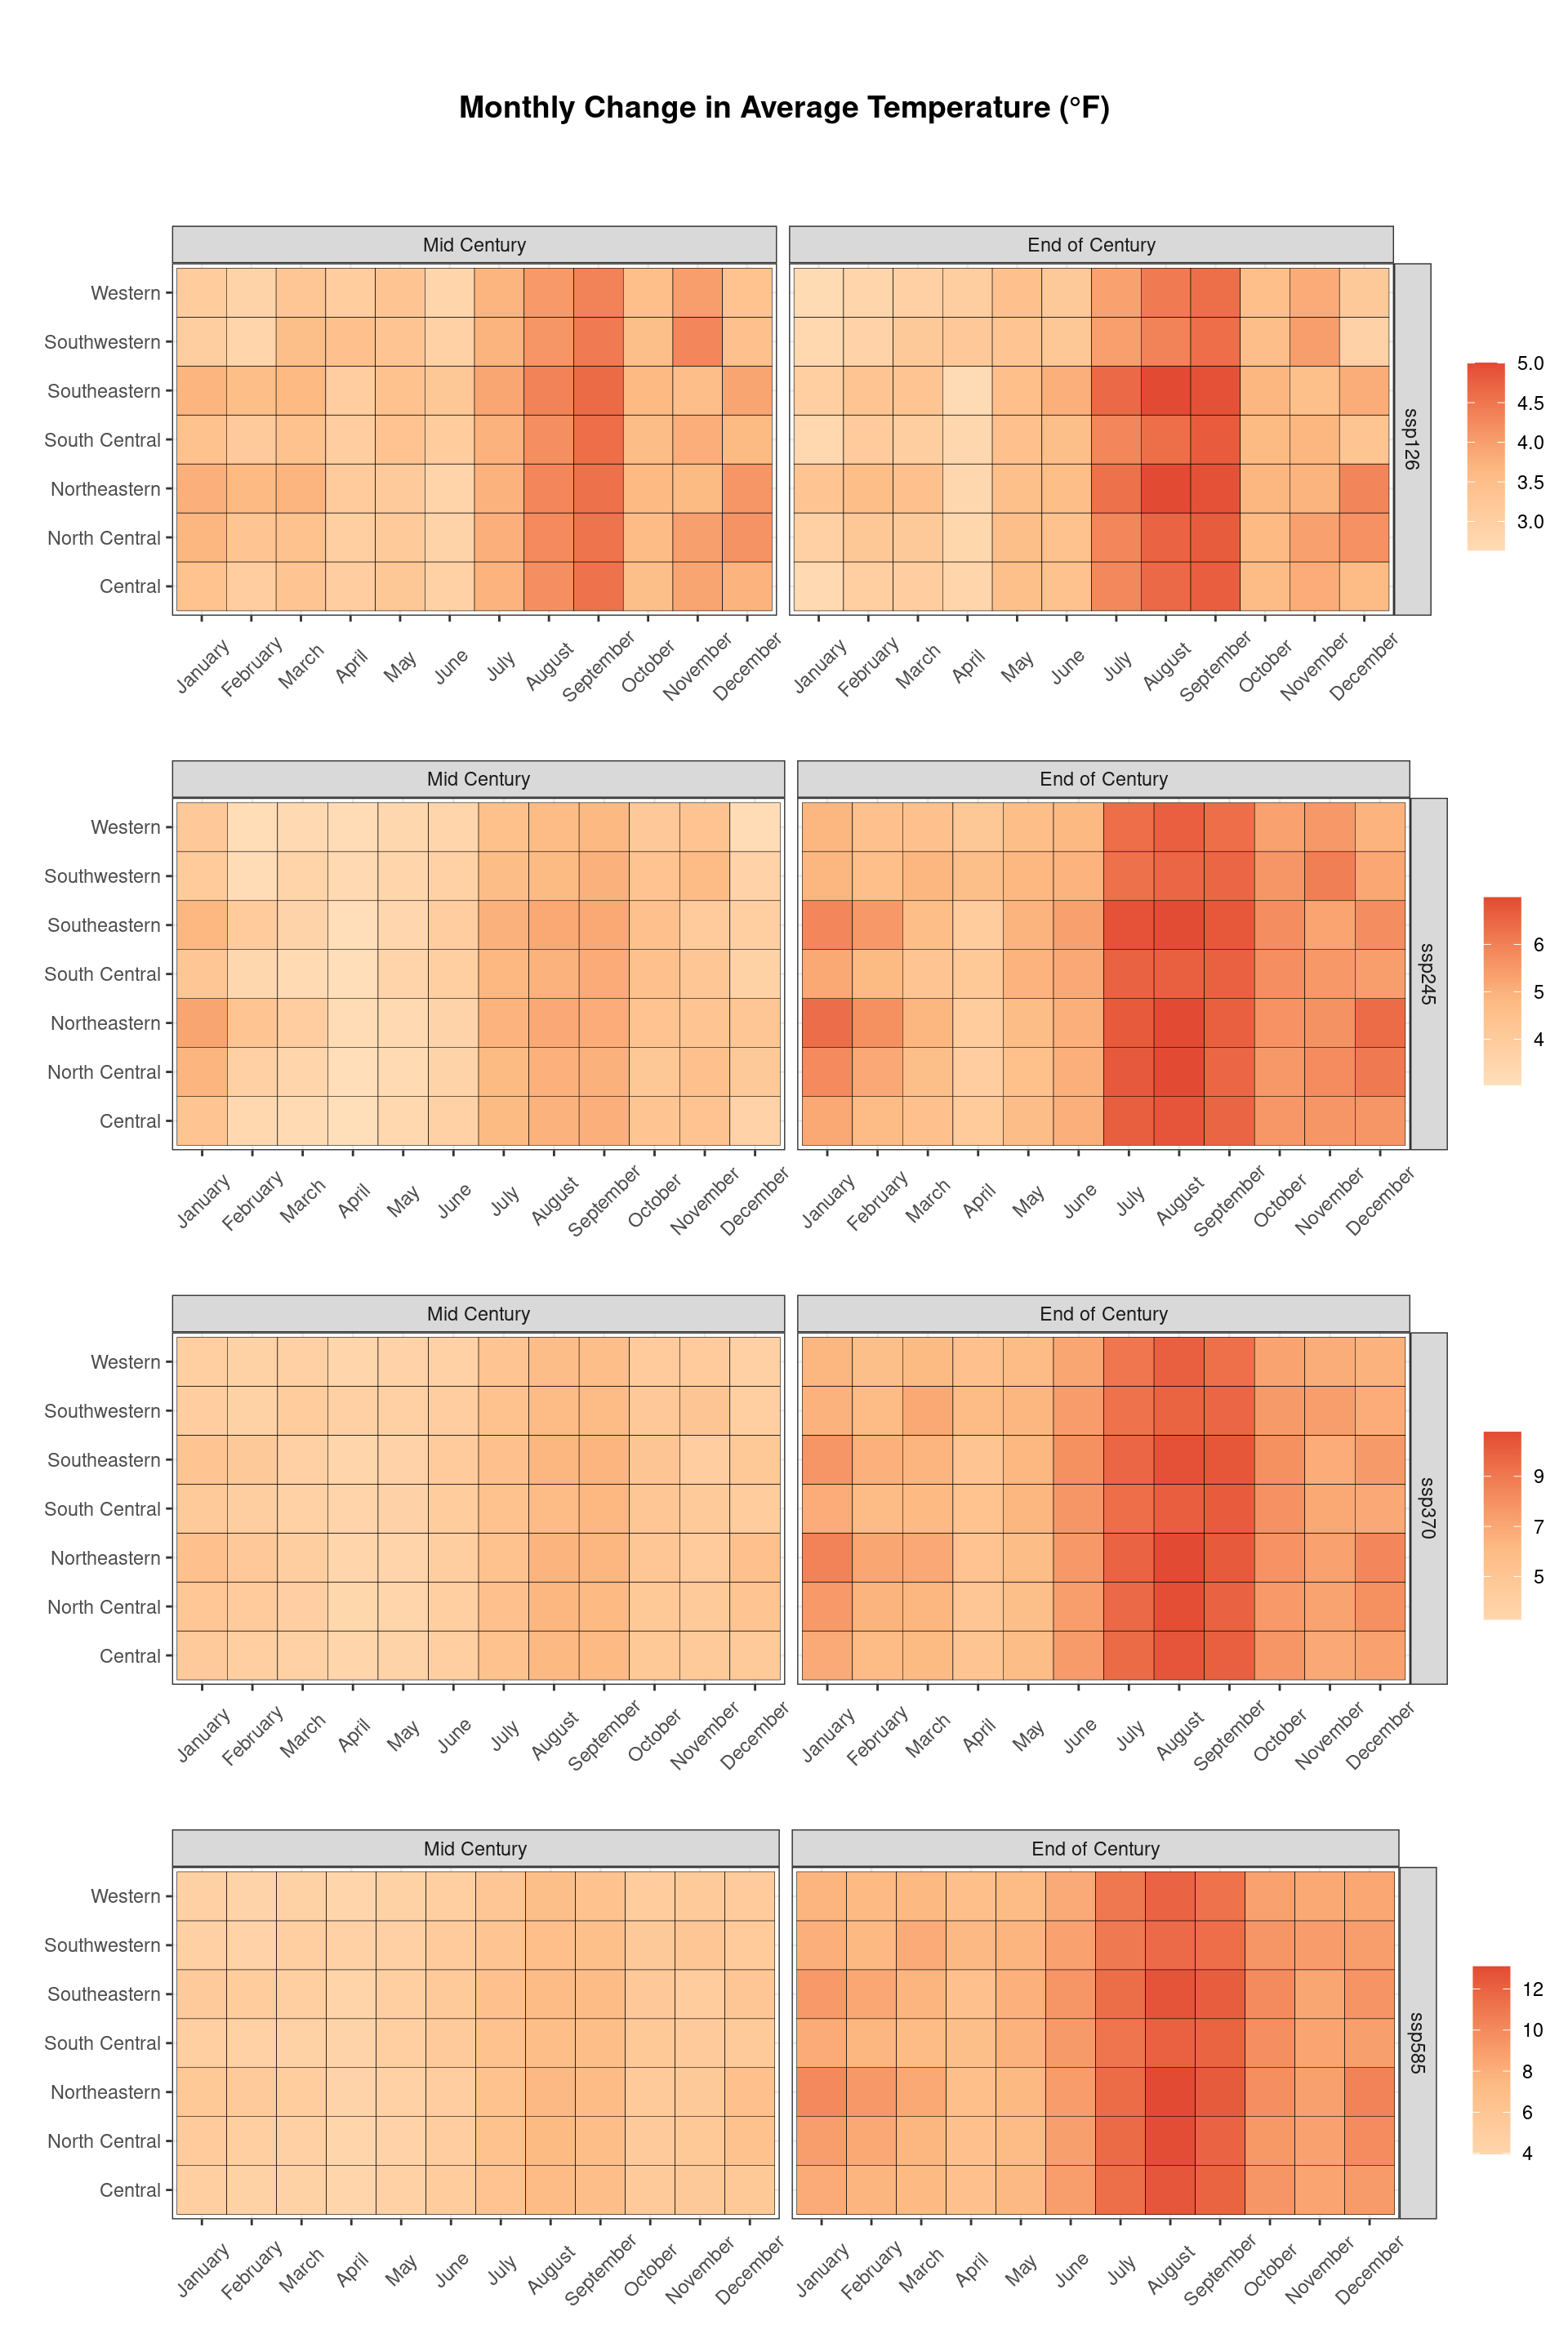 Monthly Change in Average Temperature (°F)
Mid Century
End of Century
Western
Southwestern
Southeastern
South Central
Northeastern
North Central
Central
ssp126
5.0
4.5
4.0
3.5
3.0
January February March April May June July August September October November December
January February March April May June July August September October November December
Mid Century
End of Century
Western
Southwestern
Southeastern
South Central
Northeastern
North Central
Central
ssp245
6
5
4
January February March April May June July August September October November December
January February March April May June July August September October November December
Mid Century
End of Century
Western
Southwestern
Southeastern
South Central
Northeastern
North Central
Central
ssp370
9
7
5
January February March April May June July August September October November December
January February March April May June July August September October November December
Mid Century
End of Century
Western
Southwestern
Southeastern
South Central
Northeastern
North Central
Central
ssp585
12
10
8
6
4
January February March April May June July August September October November December
January February March April May June July August September October November December